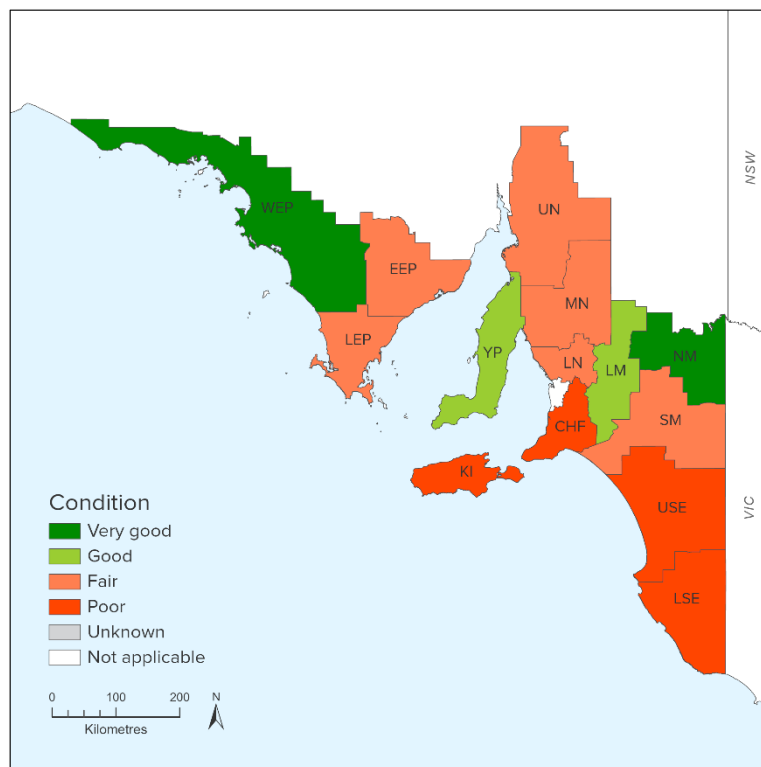 NSW
WEP
UN
EEP
MN
LEP
YP
LN
LM
NM
CHF
SM
KI
USE
VIC
LSE
Condition
Very good
Good
Fair
Poor
Unknown
Not applicable
0 100 200 N
Kilometres